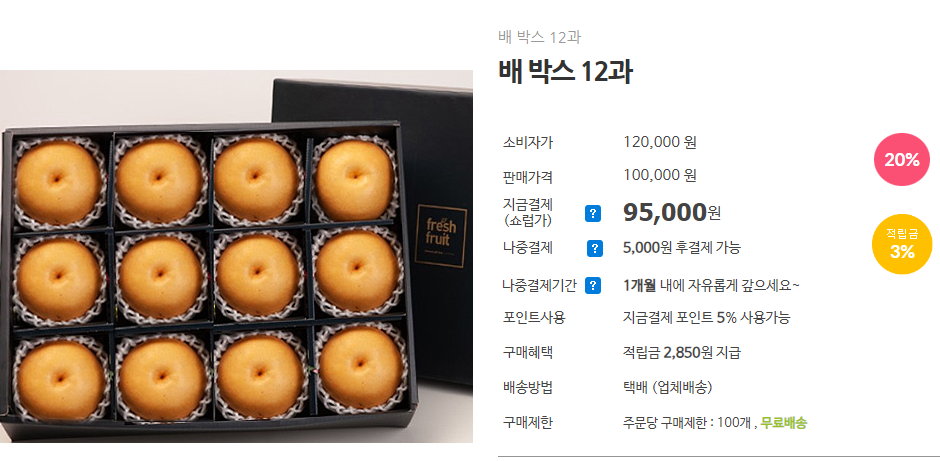 배 박스 12과
배 박스 12과
소비자가 120,000 원
20%
판매가격 100,000 원
지금결제
(쇼럽가) ? 95,000원
적립금
3%
나중결제 ? 5,000원 후결제 가능
나중결제기간 ? 1개월 내에 자유롭게 갚으세요~
포인트사용 지금결제 포인트 5% 사용가능
구매혜택 적립금 2,850원 지급
배송방법 택배 (업체배송)
구매제한 주문당 구매제한 : 100개 , 무료배송
fresh
fruit